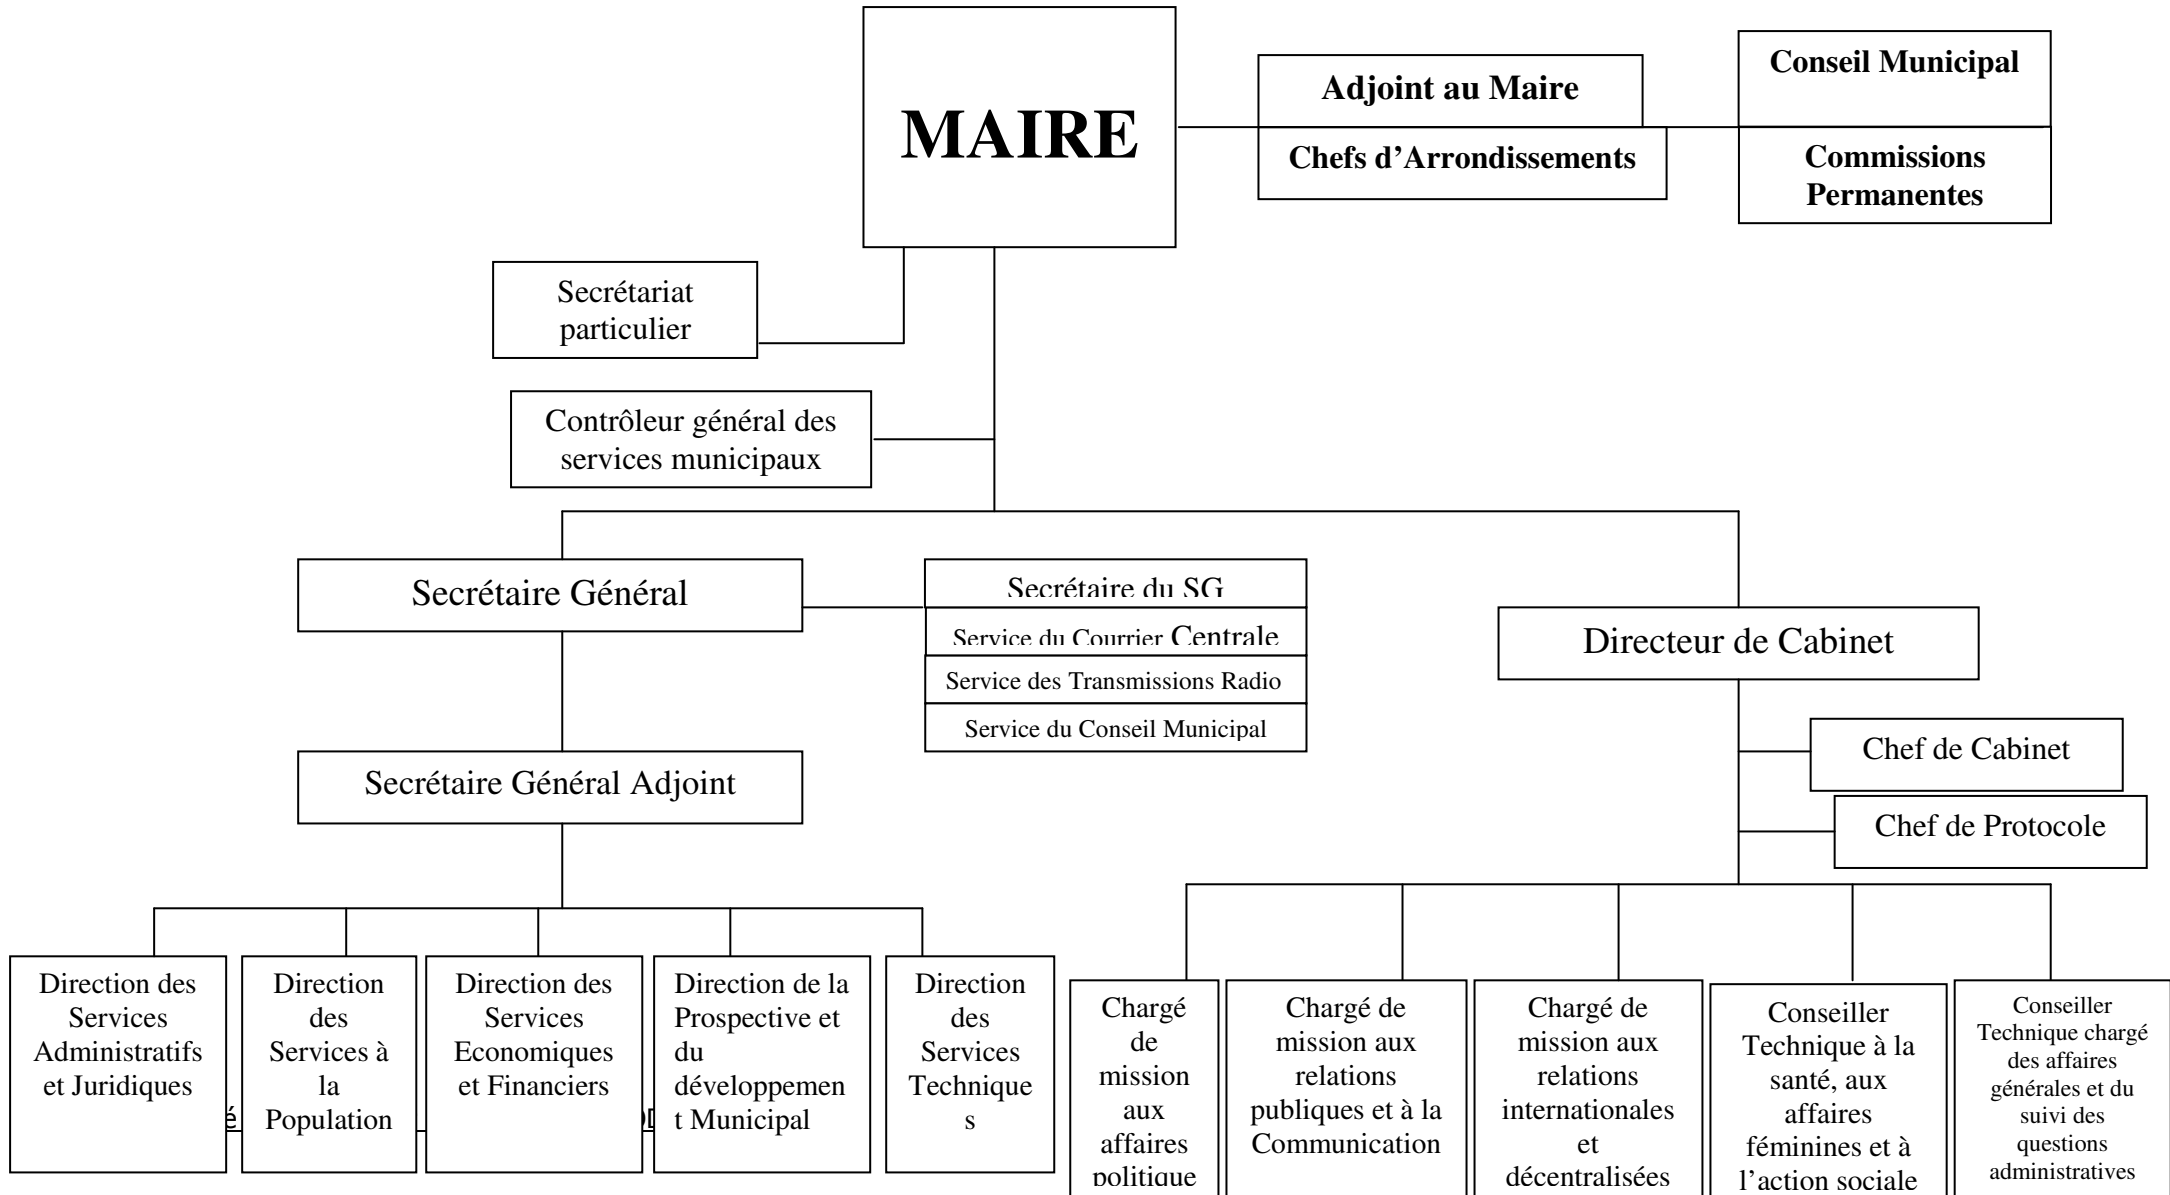 MAIRE
Adjoint au Maire
Chefs d'Arrondissements
Conseil Municipal
Commissions
Permanentes
Secrétariat
particulier
Contrôleur général des
services municipaux
Secrétaire Général
Secrétaire du SG
Service du Courrier Centrale
Service des Transmissions Radio
Service du Conseil Municipal
Directeur de Cabinet
Chef de Cabinet
Chef de Protocole
Secrétaire Général Adjoint
Direction des
Services
Administratifs
et Juridiques
Direction
des
Services à
la
Population
Direction des
Services
Economiques
et Financiers
Direction de la
Prospective et
du
développemen
t Municipal
Direction
des
Services
Technique
s
Chargé
de
mission
aux
affaires
politique
Chargé de
mission aux
relations
publiques et à la
Communication
Chargé de
mission aux
relations
internationales
et
décentralisées
Conseiller
Technique à la
santé, aux
affaires
féminines et à
l'action sociale
Conseiller
Technique chargé
des affaires
générales et du
suivi des
questions
administratives